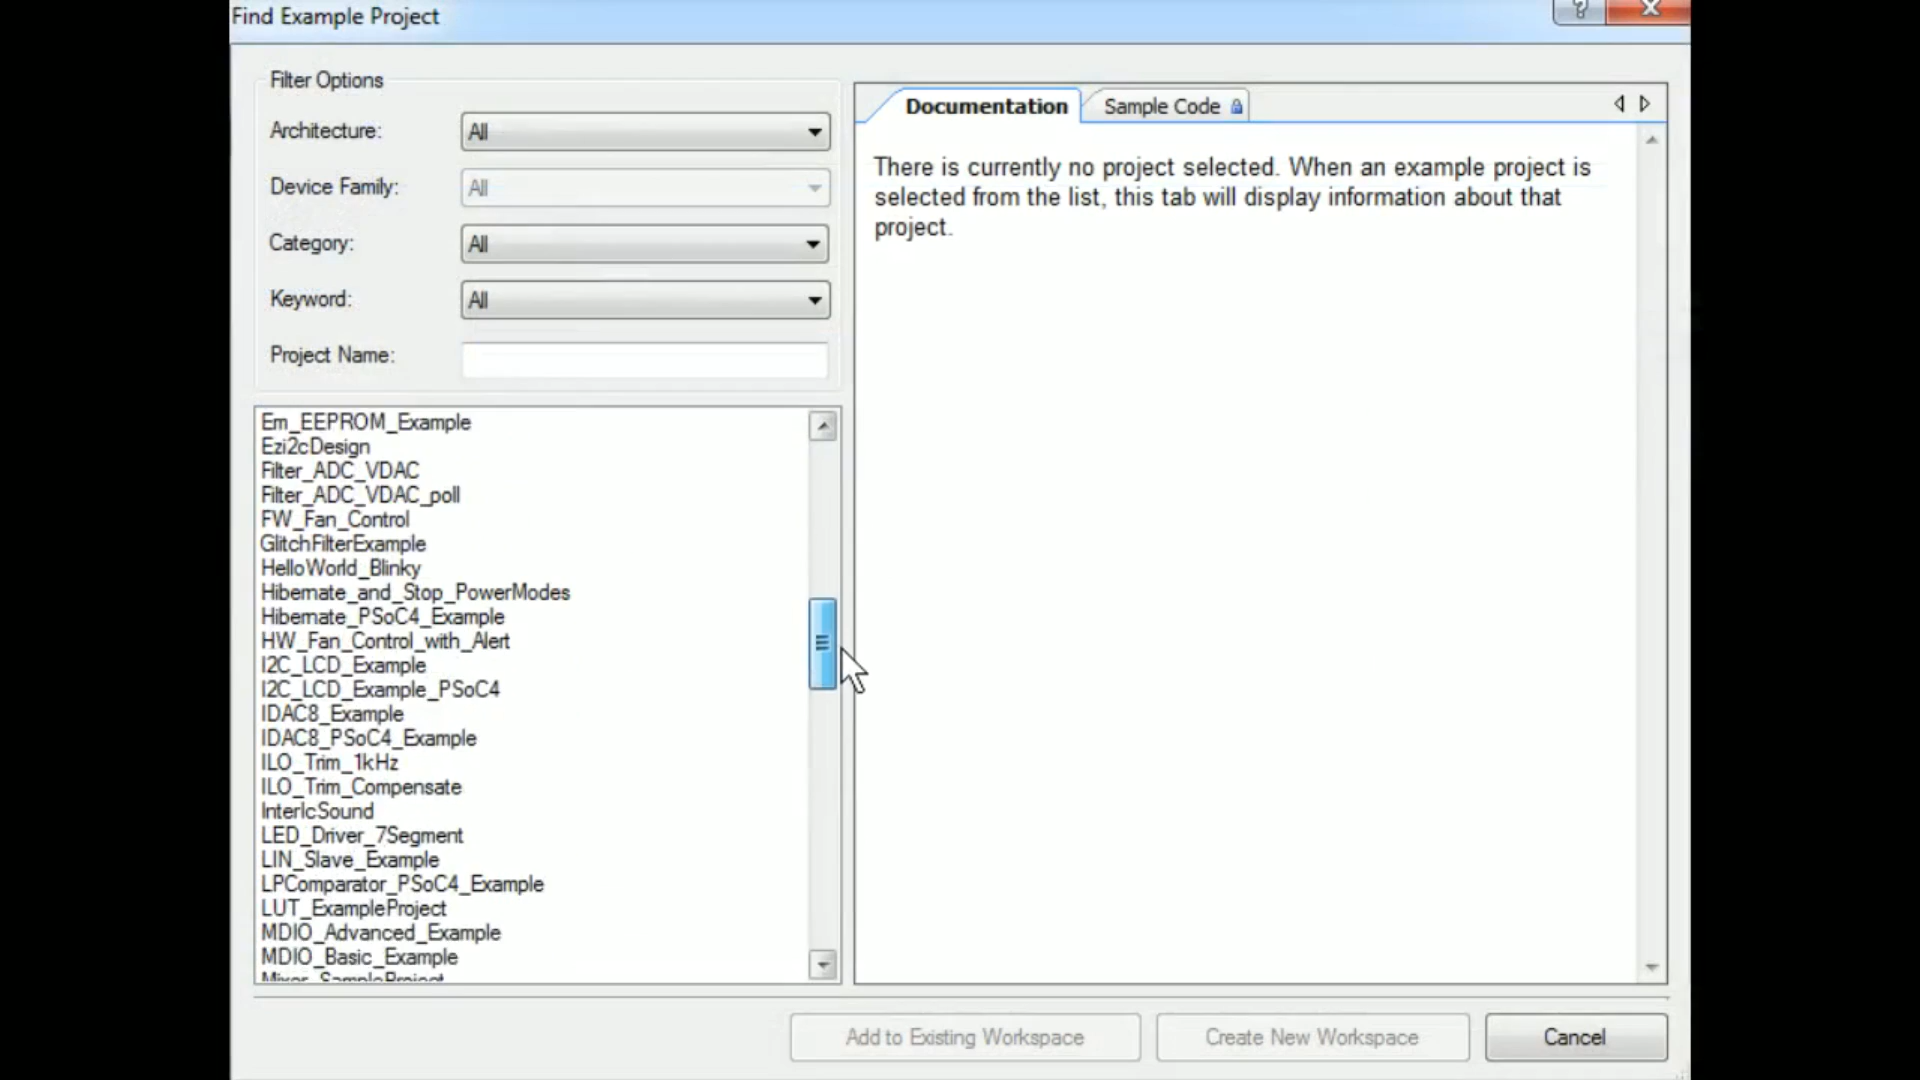 Find Example Project
Filter Options
Architecture:
All
Device Family:
All
Category:
All
Keyword:
All
Project Name:
Em_EEPROM_Example
Ezi2cDesign
Filter_ADC_VDAC
Filter_ADC_VDAC_poll
FW_Fan_Control
GlitchFilterExample
HelloWorld_Blinky
Hibernate_and_Stop_PowerModes
Hibernate_PSoC4_Example
HW_Fan_Control_with_Alert
I2C_LCD_Example
I2C_LCD_Example_PSoC4
IDAC8_Example
IDAC8_PSoC4_Example
ILO_Trim_1kHz
ILO_Trim_Compensate
InterIcSound
LED_Driver_7Segment
LIN_Slave_Example
LPComparator_PSoC4_Example
LUT_ExampleProject
MDIO_Advanced_Example
MDIO_Basic_Example
Mixer_SampleProject
Documentation
Sample Code
There is currently no project selected. When an example project is
selected from the list, this tab will display information about that
project.
Add to Existing Workspace
Create New Workspace
Cancel